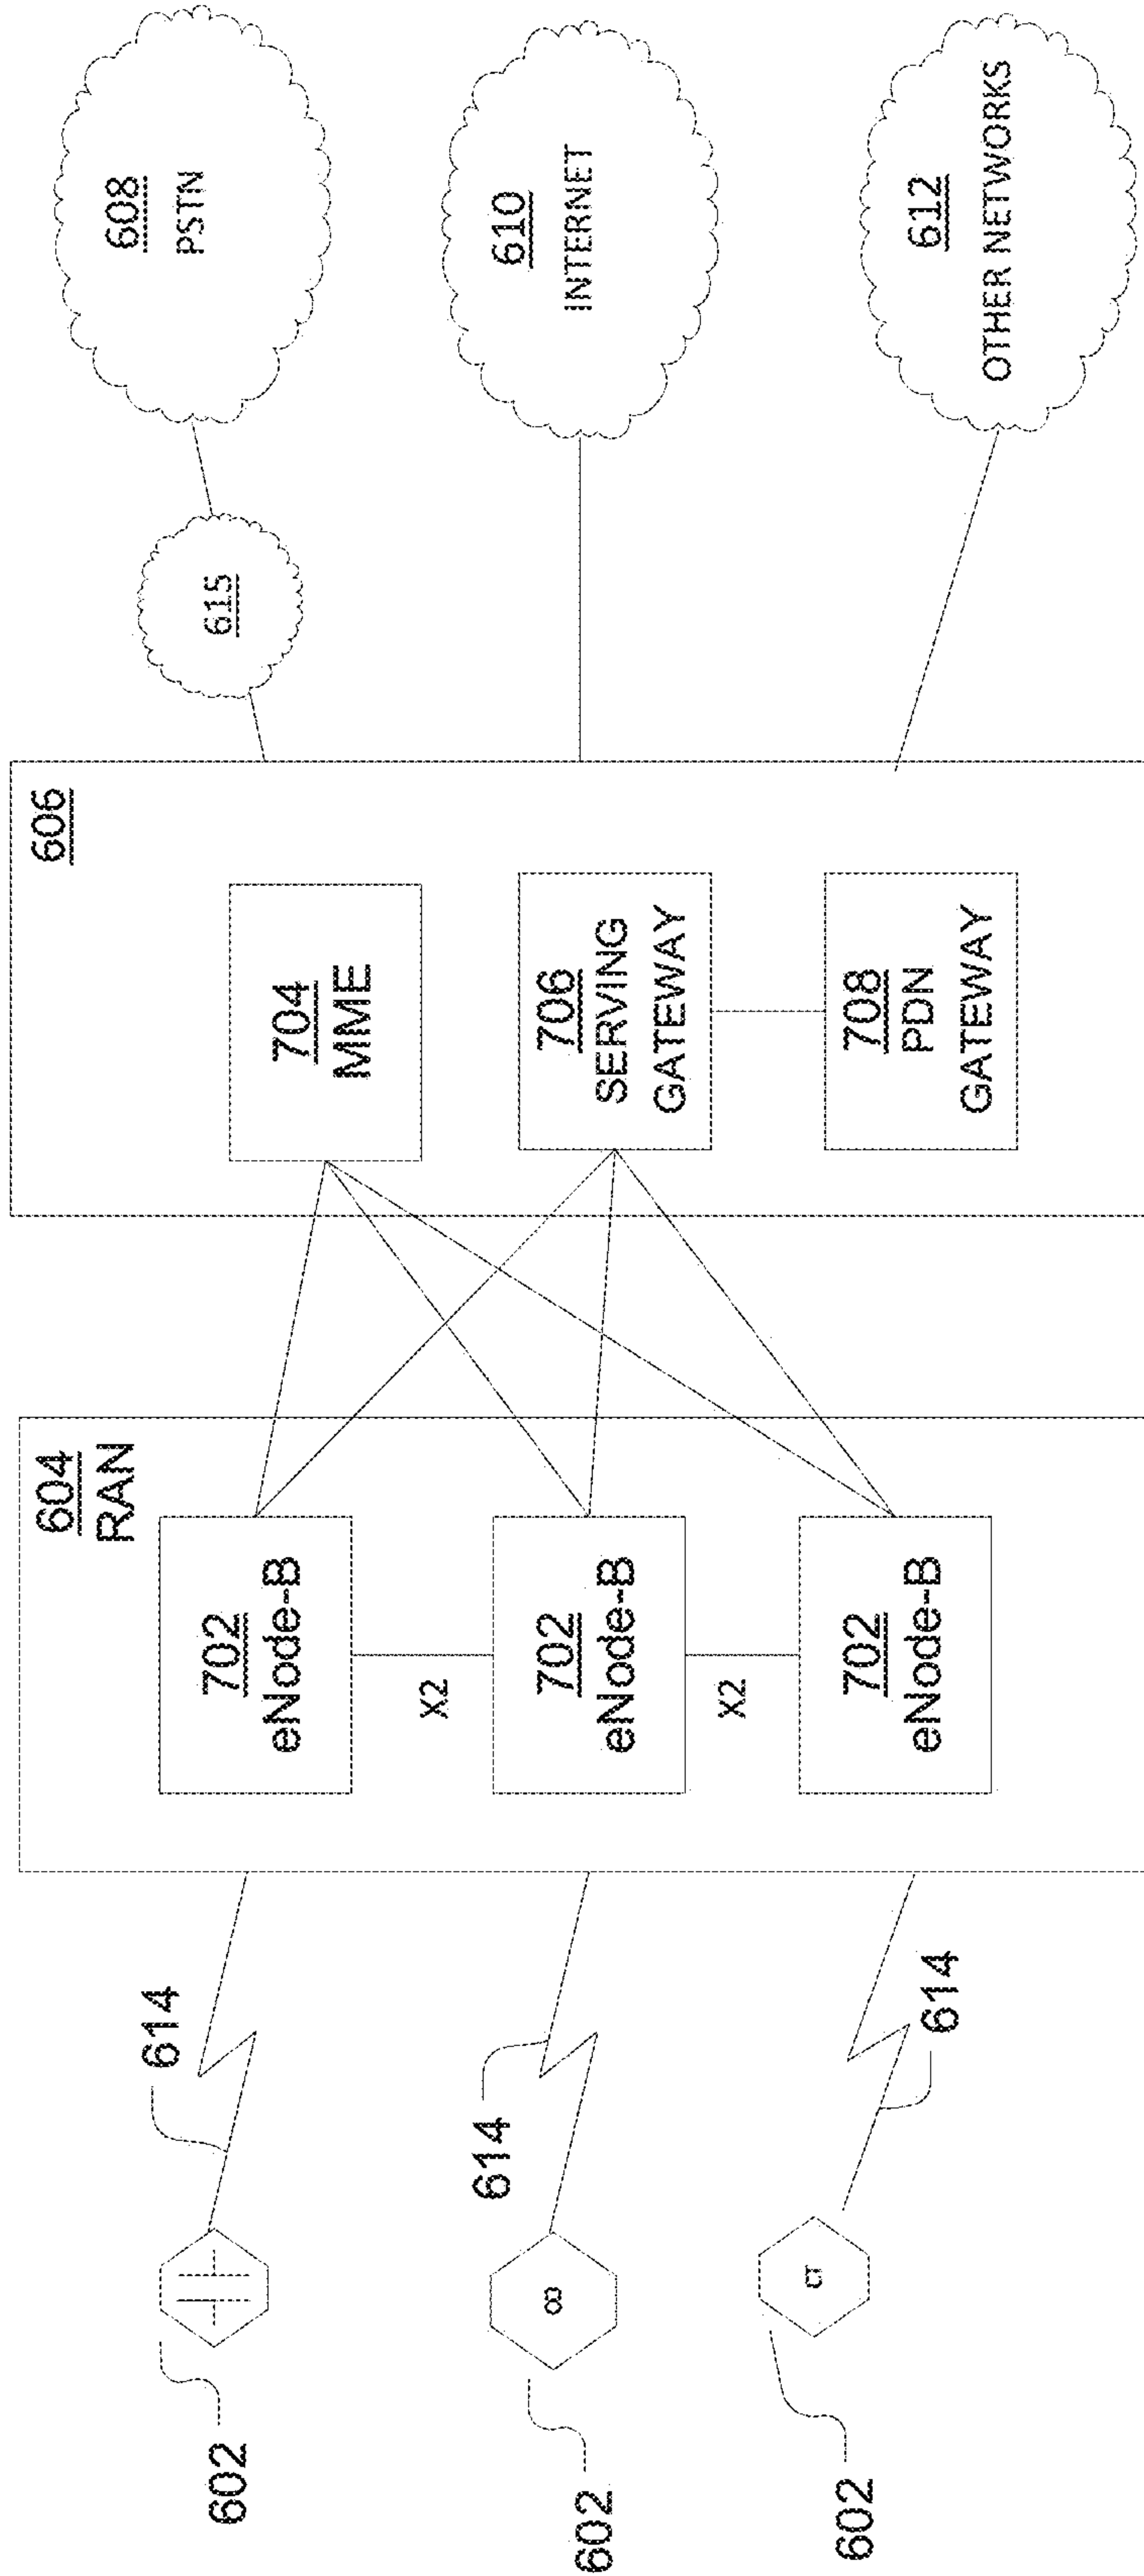 602
614
602
614
602
614
604
RAN
702
eNode-B
X2
702
eNode-B
X2
702
eNode-B
606
704
MME
706
SERVING
GATEWAY
708
PDN
GATEWAY
615
608
PSTN
610
INTERNET
612
OTHER NETWORKS